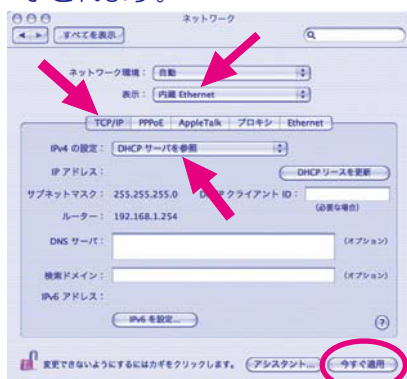 ネットワーク
すべてを表示
ネットワーク環境： 自動
表示： 内蔵 Ethernet
TCP/IP PPPoE AppleTalk プロキシ Ethernet
IPv4 の設定： DHCP サーバを参照
IP アドレス： DHCP リースを更新
サブネットマスク： 255.255.255.0 クライアント ID：
（必要な場合）
ルーター： 192.168.1.254
DNS サーバ： （オプション）
検索ドメイン： （オプション）
IPv6 アドレス：
IPv6 を設定... ?
変更できないようにするにはカギをクリックします。 アシスタント... 今すぐ適用